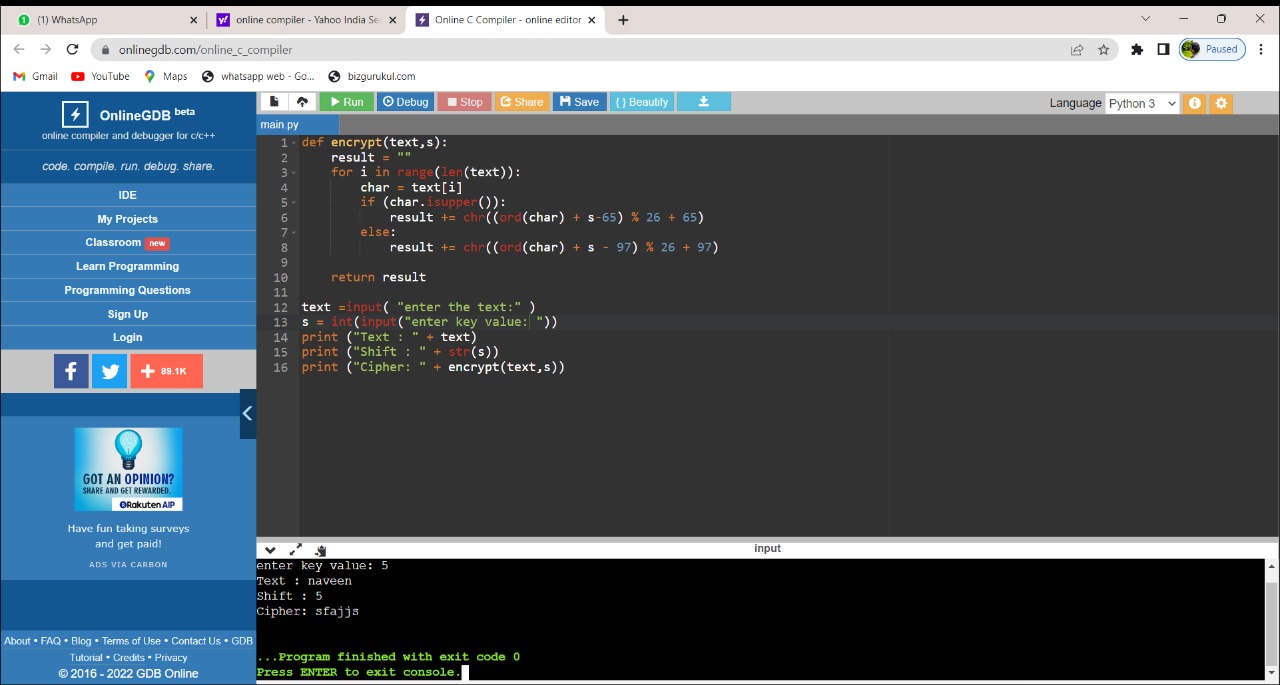 (1) WhatsApp
online compiler - Yahoo India Se
Online C Compiler - online editor
onlinegdb.com/online_c_compiler
Paused
Gmail
YouTube
Maps
whatsapp web - Go...
bizgurukul.com
OnlineGDB beta
online compiler and debugger for c/c++
code. compile. run. debug. share.
IDE
My Projects
Classroom new
Learn Programming
Programming Questions
Sign Up
Login
89.1K
GOT AN OPINION?
SHARE AND GET REWARDED.
Rakuten AIP
Have fun taking surveys
and get paid!
ADS VIA CARBON
About • FAQ • Blog • Terms of Use • Contact Us • GDB
Tutorial • Credits • Privacy
© 2016 - 2022 GDB Online
Run
Debug
Stop
Share
Save
{ } Beautify
Language Python 3
main.py
1 def encrypt(text,s):
2     result = ""
3     for i in range(len(text)):
4         char = text[i]
5         if (char.isupper()):
6             result += chr((ord(char) + s-65) % 26 + 65)
7         else:
8             result += chr((ord(char) + s - 97) % 26 + 97)
9
10     return result
11
12 text =input( "enter the text:" )
13 s = int(input("enter key value: "))
14 print ("Text : " + text)
15 print ("Shift : " + str(s))
16 print ("Cipher: " + encrypt(text,s))
input
enter key value: 5
Text : naveen
Shift : 5
Cipher: sfajjs
...Program finished with exit code 0
Press ENTER to exit console.